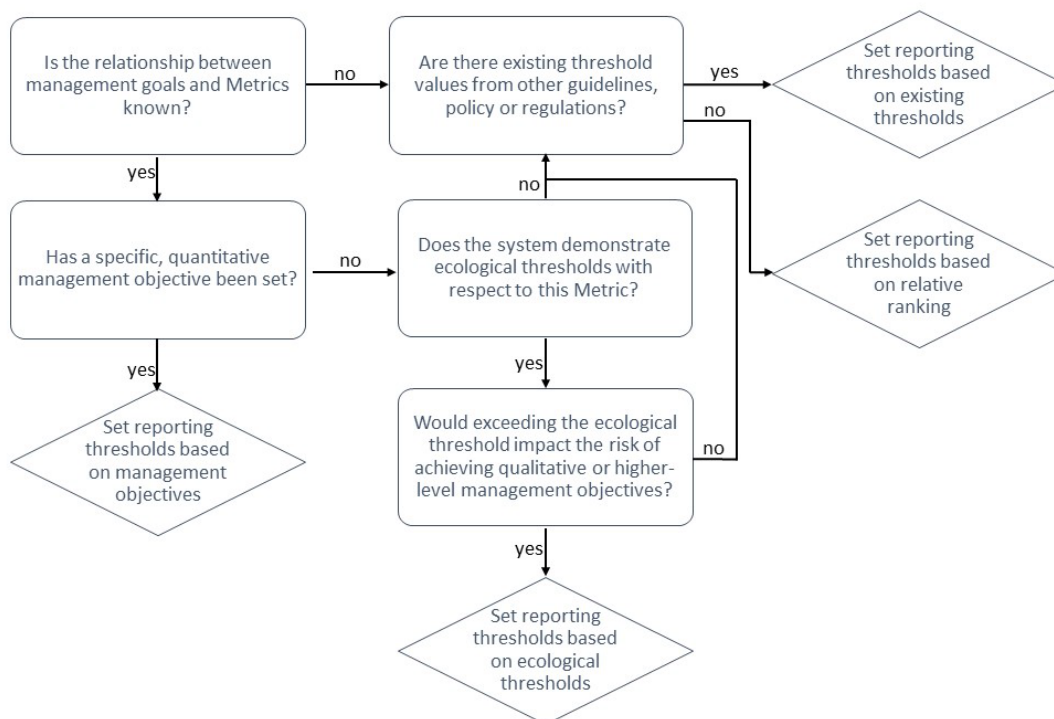 Is the relationship between
management goals and Metrics
known?
no
Are there existing threshold
values from other guidelines,
policy or regulations?
yes
no
Set reporting
thresholds based
on existing
thresholds
yes
no
Has a specific, quantitative
management objective been set?
no
Does the system demonstrate
ecological thresholds with
respect to this Metric?
Set reporting
thresholds based
on relative
ranking
yes
yes
Set reporting
thresholds based
on management
objectives
Would exceeding the ecological
threshold impact the risk of
achieving qualitative or higher-
level management objectives?
no
yes
Set reporting
thresholds based
on ecological
thresholds